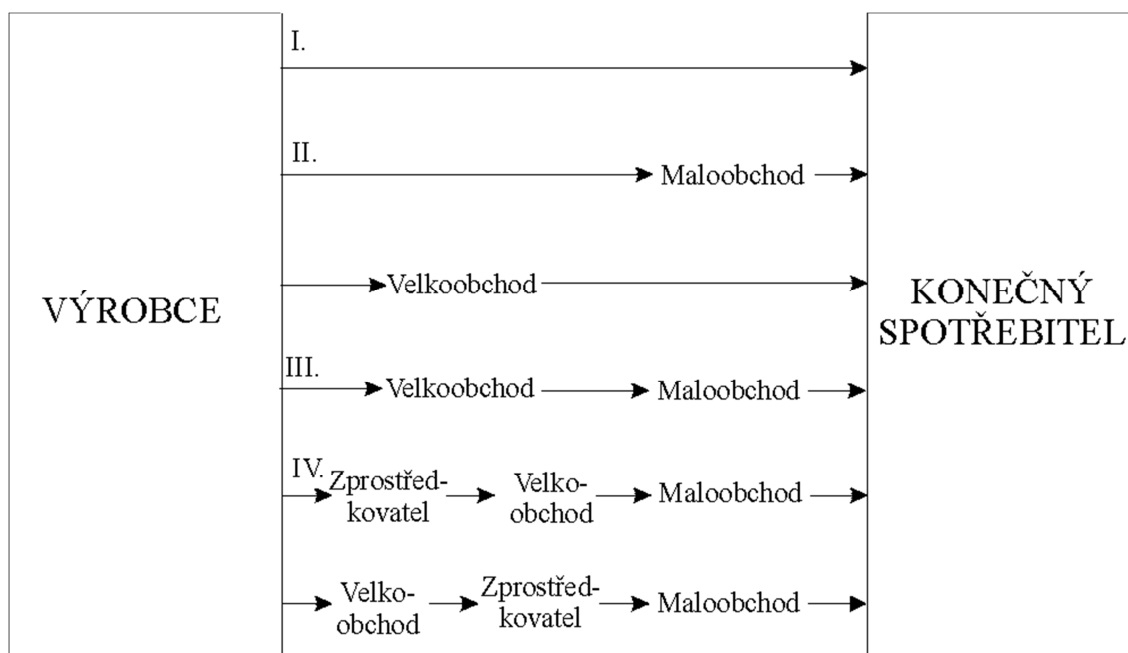 I.
II.
Maloobchod
VÝROBCE
Velkoobchod
KONEČNÝ
SPOTŘEBITEL
III.
Velkoobchod
Maloobchod
IV.
Zprostřed-
kovatel
Velko-
obchod
Maloobchod
Velko-
obchod
Zprostřed-
kovatel
Maloobchod